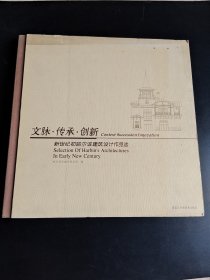 文脉·传承·创新
Context Succession Innovation
新世纪初哈尔滨建筑设计作品选
Selection Of Harbin's Architectures
In Early New Century